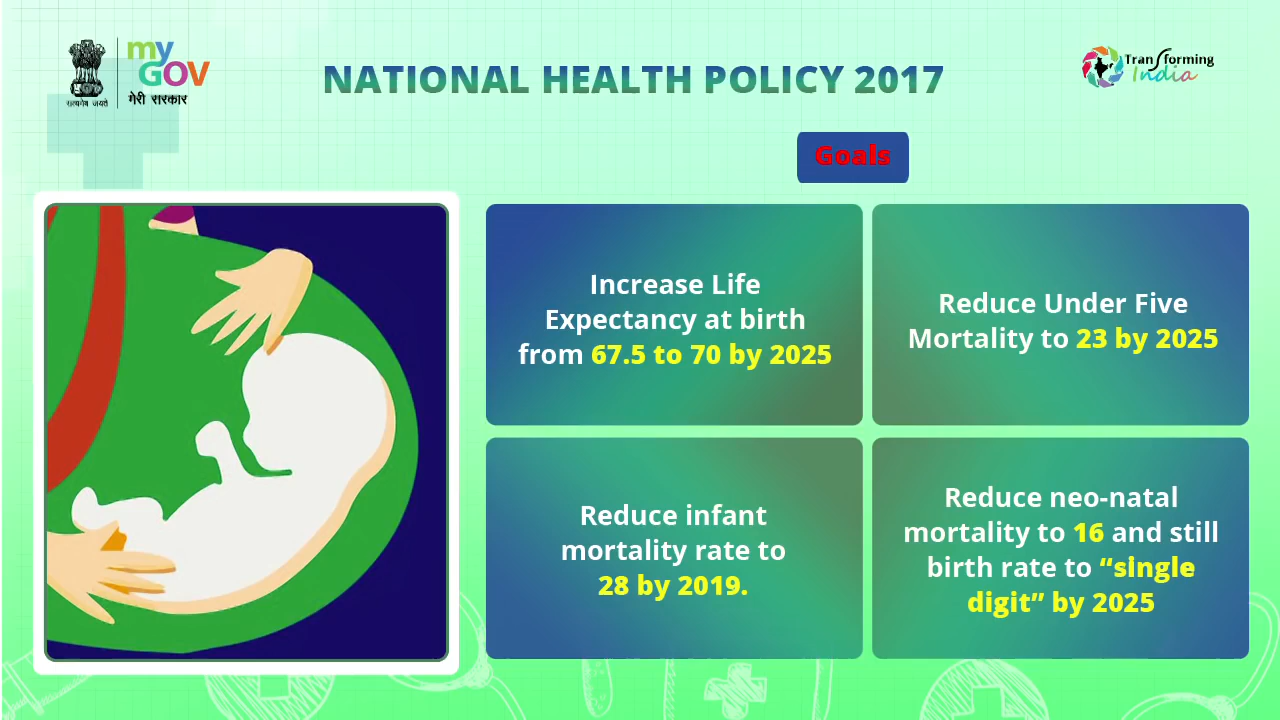 सत्यमेव जयते
my
GOV
मेरी सरकार
NATIONAL HEALTH POLICY 2017
Transforming
India
Goals
Increase Life
Expectancy at birth
from 67.5 to 70 by 2025
Reduce Under Five
Mortality to 23 by 2025
Reduce infant
mortality rate to
28 by 2019.
Reduce neo-natal
mortality to 16 and still
birth rate to “single
digit” by 2025